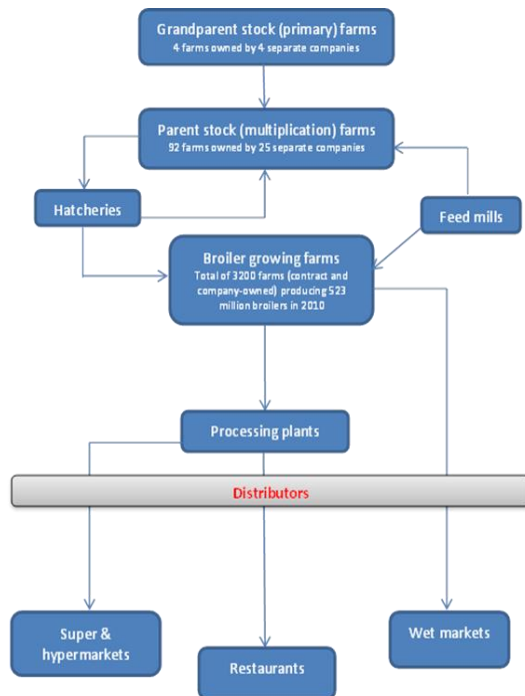 Grandparent stock (primary) farms
4 farms owned by 4 separate companies
Parent stock (multiplication) farms
92 farms owned by 25 separate companies
Hatcheries
Feed mills
Broiler growing farms
Total of 3200 farms (contract and
company-owned) producing 523
million broilers in 2010
Processing plants
Distributors
Super &
hypermarkets
Restaurants
Wet markets